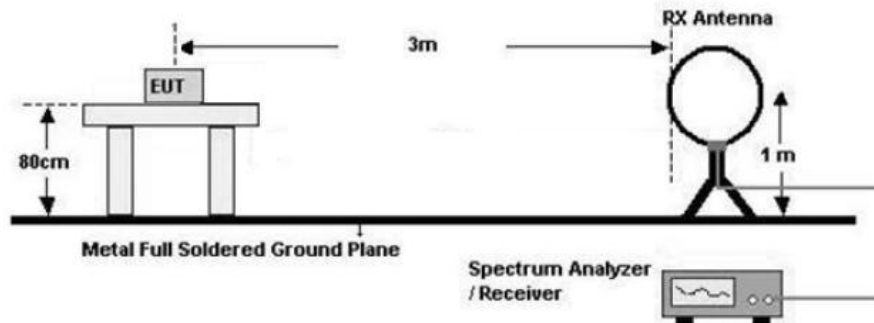 RX Antenna
3m
EUT
80cm
1 m
Metal Full Soldered Ground Plane
Spectrum Analyzer
/ Receiver